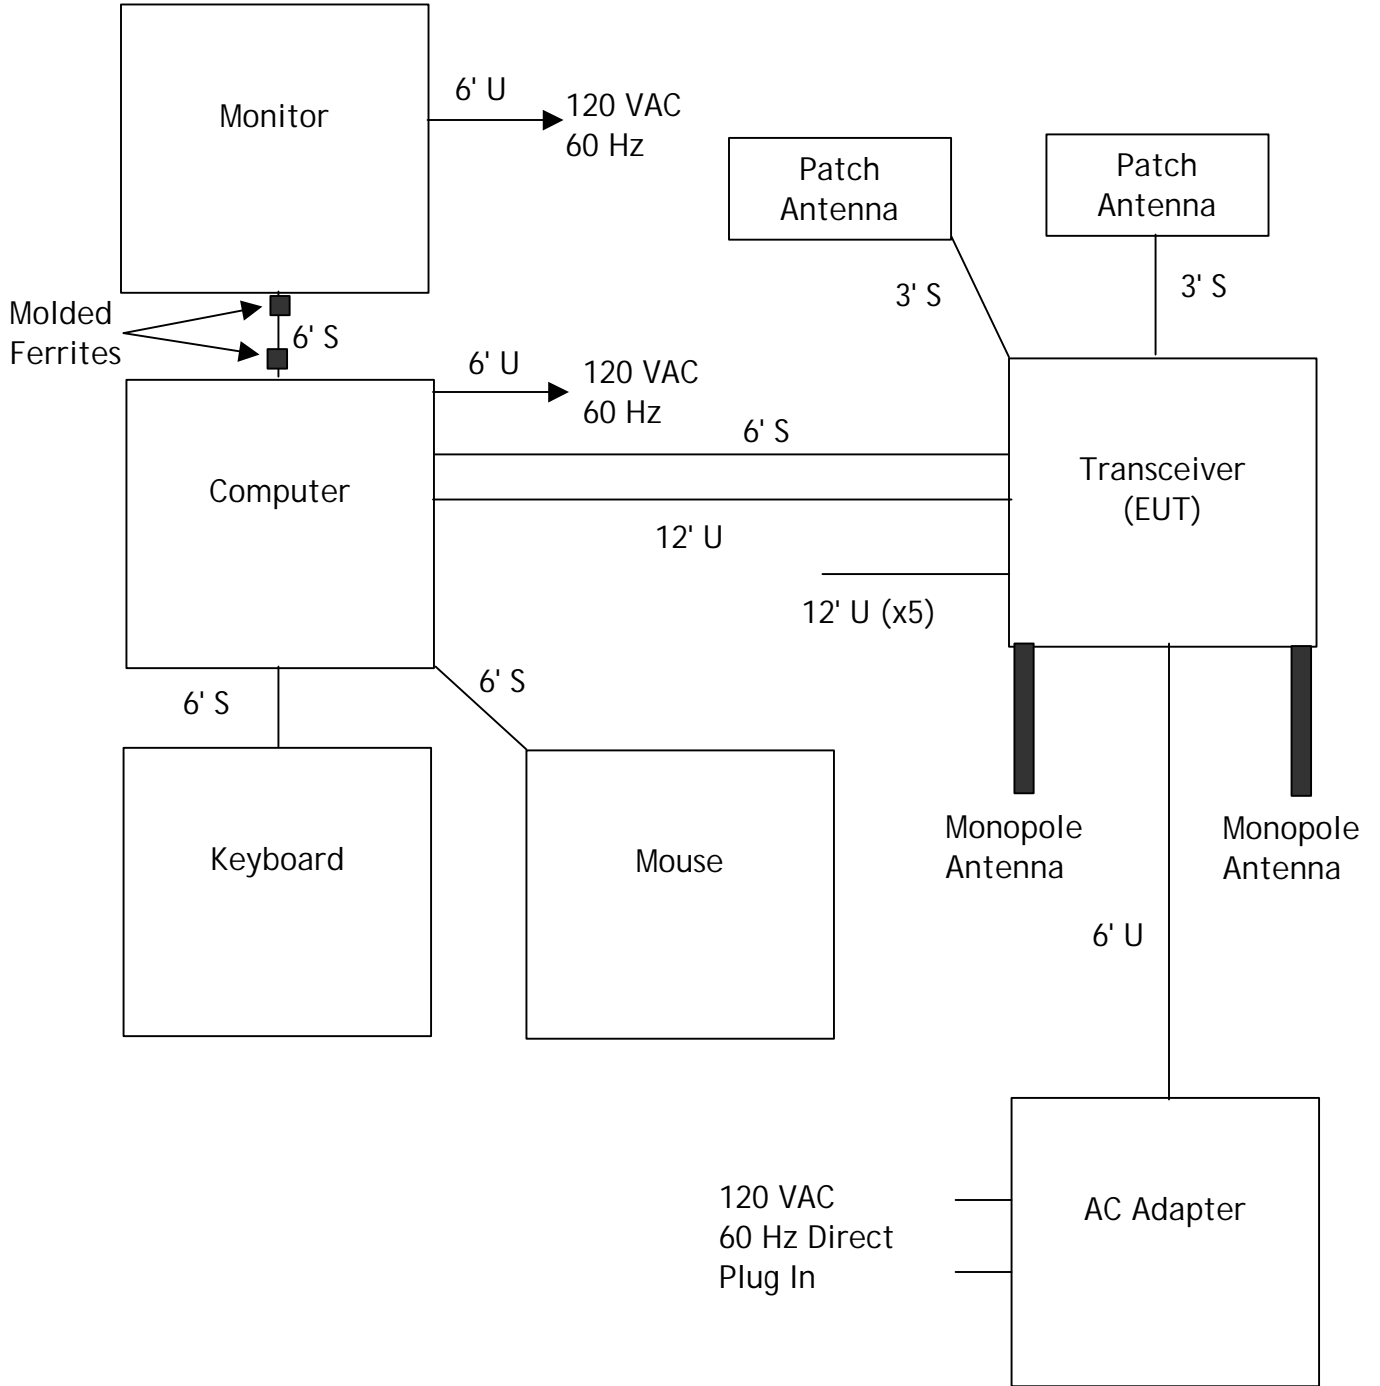 Monitor
6' U
120 VAC
60 Hz
Patch
Antenna
Patch
Antenna
3' S
3' S
Molded
Ferrites
6' S
6' U
120 VAC
60 Hz
6' S
Computer
Transceiver
(EUT)
12' U
12' U (x5)
6' S
6' S
Keyboard
Mouse
Monopole
Antenna
Monopole
Antenna
6' U
120 VAC
60 Hz Direct
Plug In
AC Adapter